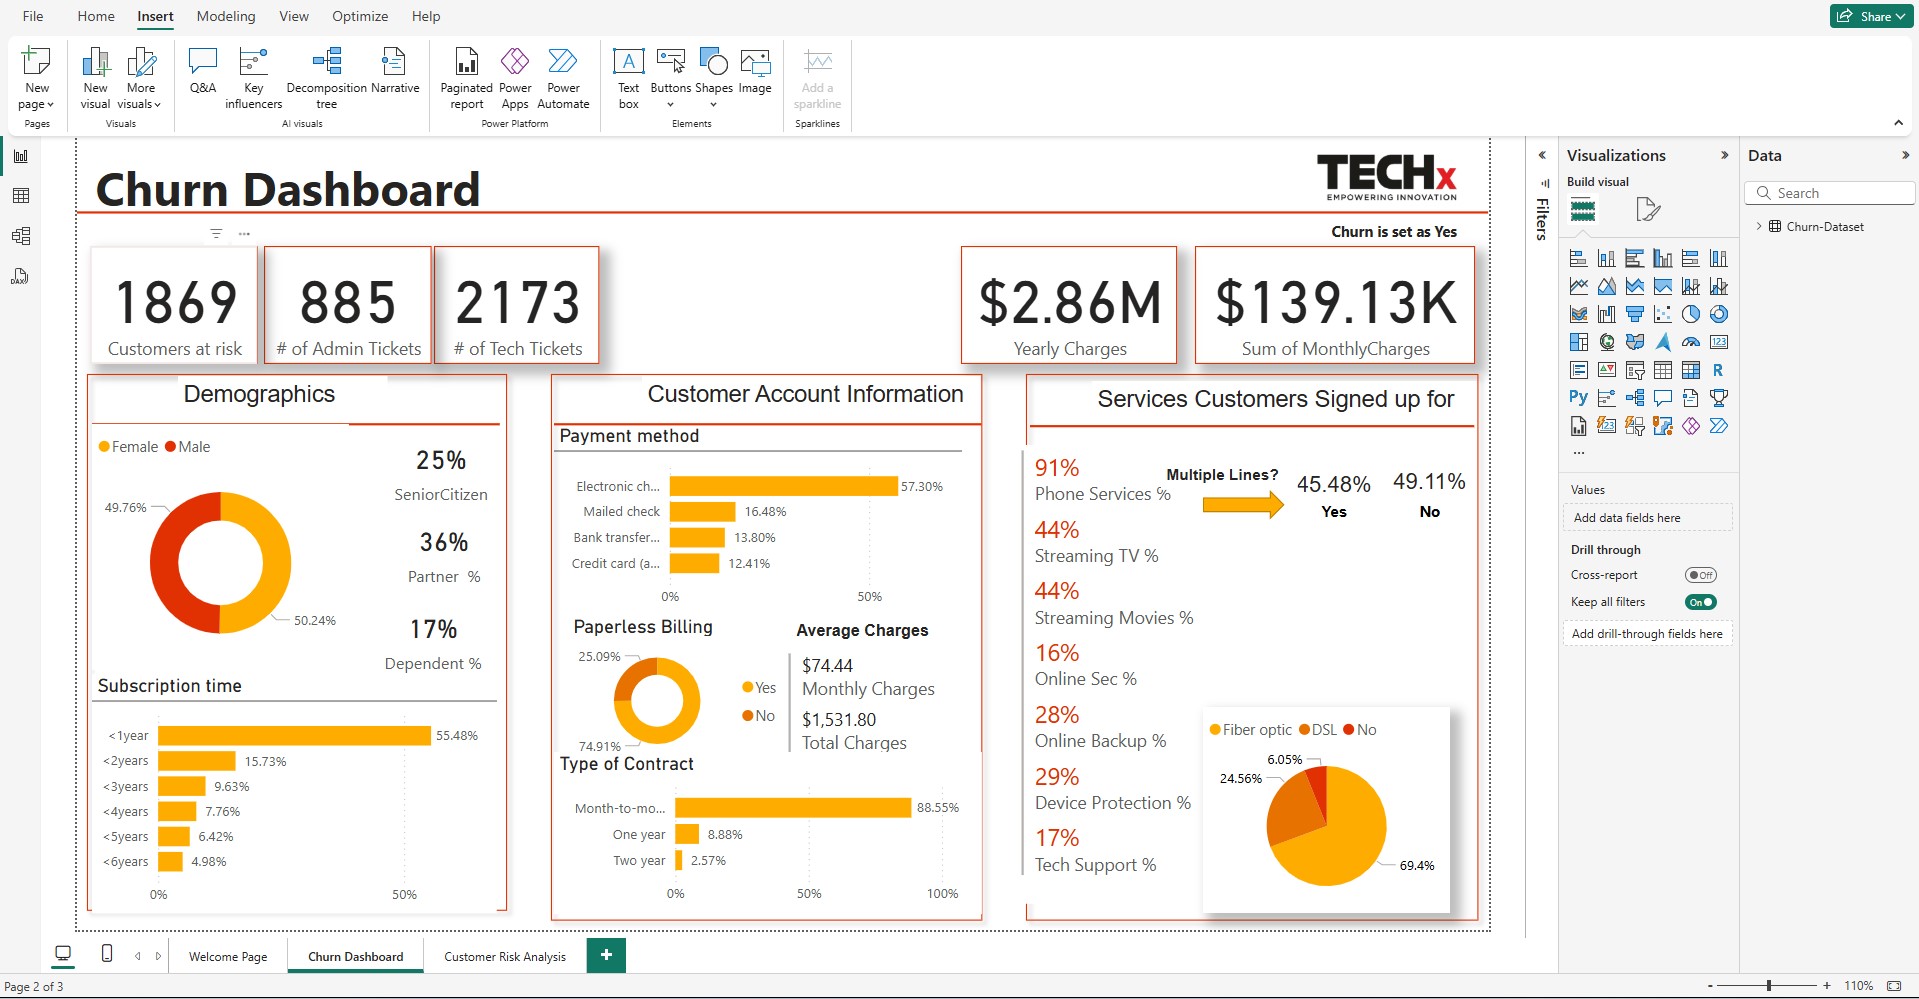 File Home Insert Modeling View Optimize Help
Share
New page
New visual
More visuals
Q&A
Key influencers
Decomposition tree
Narrative
Paginated report
Power Apps
Power Automate
Text box
Buttons
Shapes
Image
Add a sparkline
Pages
Visuals
AI visuals
Power Platform
Elements
Sparklines
Churn Dashboard
TECHx
EMPOWERING INNOVATION
Churn is set as Yes
1869
Customers at risk
885
# of Admin Tickets
2173
# of Tech Tickets
$2.86M
Yearly Charges
$139.13K
Sum of MonthlyCharges
Demographics
Female Male
49.76%
50.24%
25%
SeniorCitizen
36%
Partner %
17%
Dependent %
Subscription time
<1year 55.48%
<2years 15.73%
<3years 9.63%
<4years 7.76%
<5years 6.42%
<6years 4.98%
0% 50%
Customer Account Information
Payment method
Electronic ch... 57.30%
Mailed check 16.48%
Bank transfer... 13.80%
Credit card (a... 12.41%
0% 50%
Paperless Billing
25.09%
74.91%
Yes
No
Average Charges
$74.44
Monthly Charges
$1,531.80
Total Charges
Type of Contract
Month-to-mo... 88.55%
One year 8.88%
Two year 2.57%
0% 50% 100%
Services Customers Signed up for
91%
Phone Services %
Multiple Lines?
45.48%
Yes
49.11%
No
44%
Streaming TV %
44%
Streaming Movies %
16%
Online Sec %
28%
Online Backup %
29%
Device Protection %
17%
Tech Support %
Fiber optic DSL No
6.05%
24.56%
69.4%
Filters
Visualizations
Build visual
123
R
Py
123
Values
Add data fields here
Drill through
Cross-report Off
Keep all filters On
Add drill-through fields here
Data
Search
Churn-Dataset
DAX
Welcome Page Churn Dashboard Customer Risk Analysis +
Page 2 of 3
- + 110%